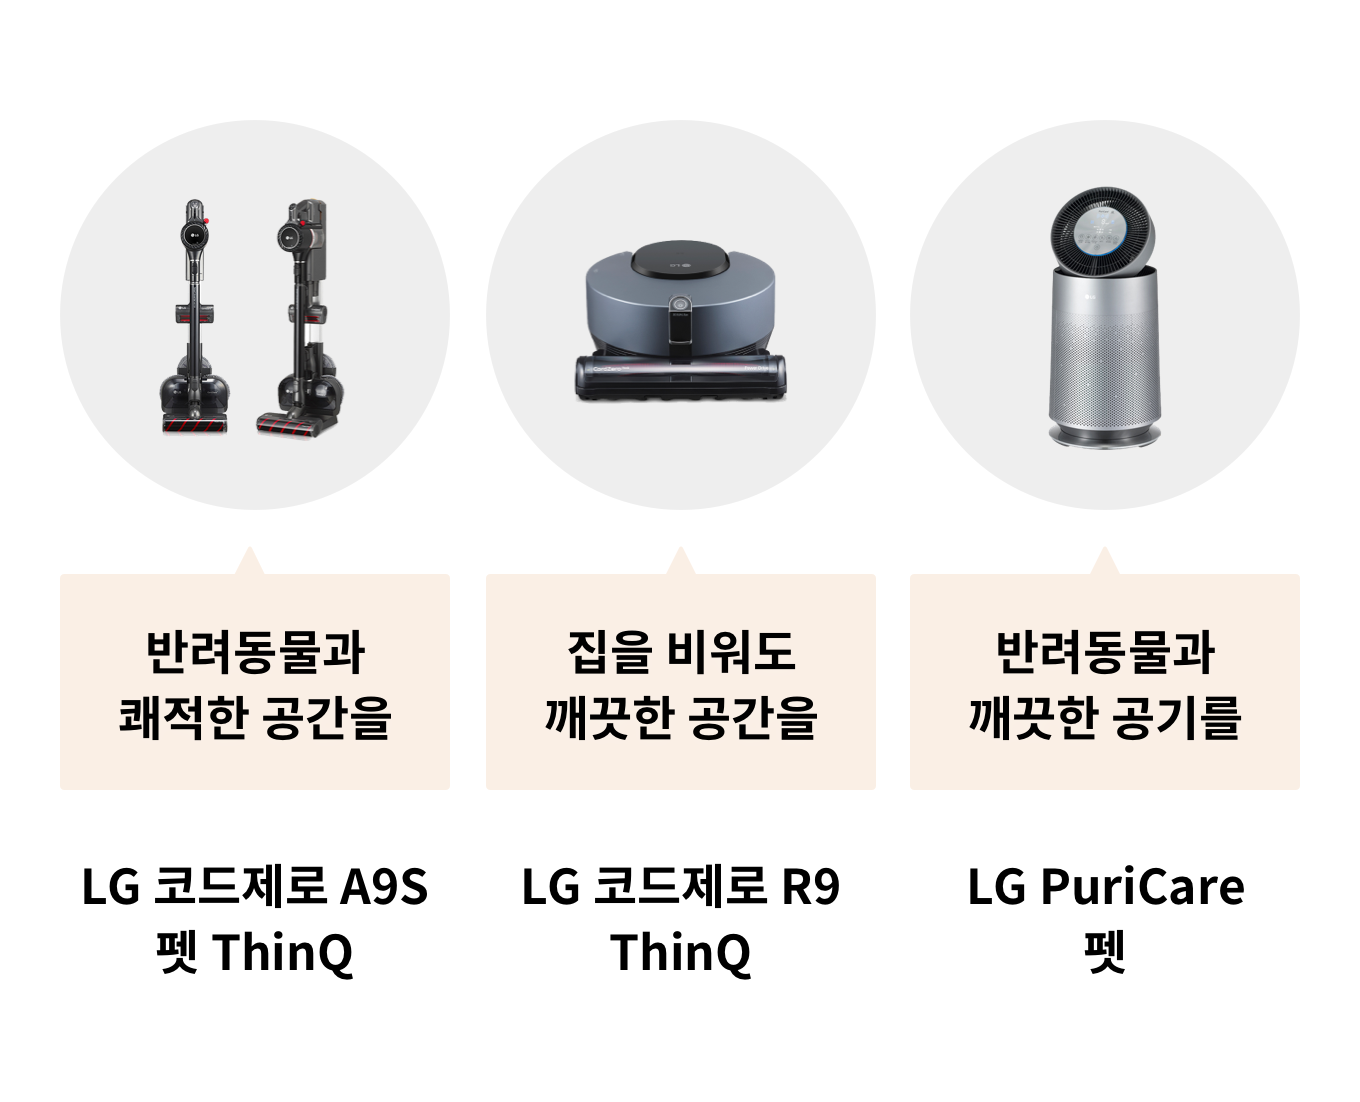 반려동물과
쾌적한 공간을
집을 비워도
깨끗한 공간을
반려동물과
깨끗한 공기를
LG 코드제로 A9S
펫 ThinQ
LG 코드제로 R9
ThinQ
LG PuriCare
펫